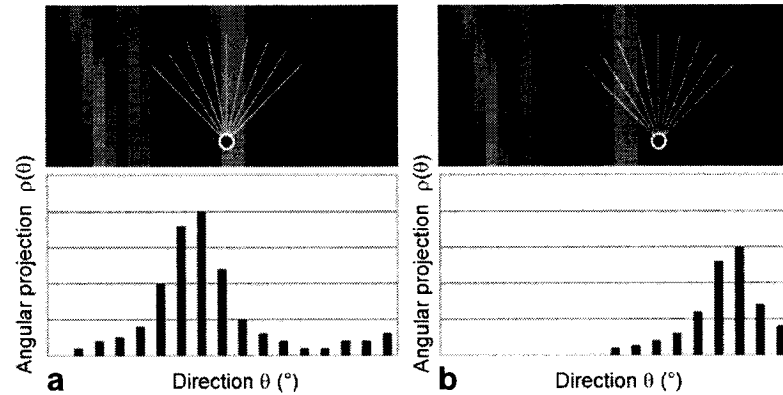 Angular projection ρ(θ)
Angular projection ρ(θ)
a
Direction θ (°)
b
Direction θ (°)